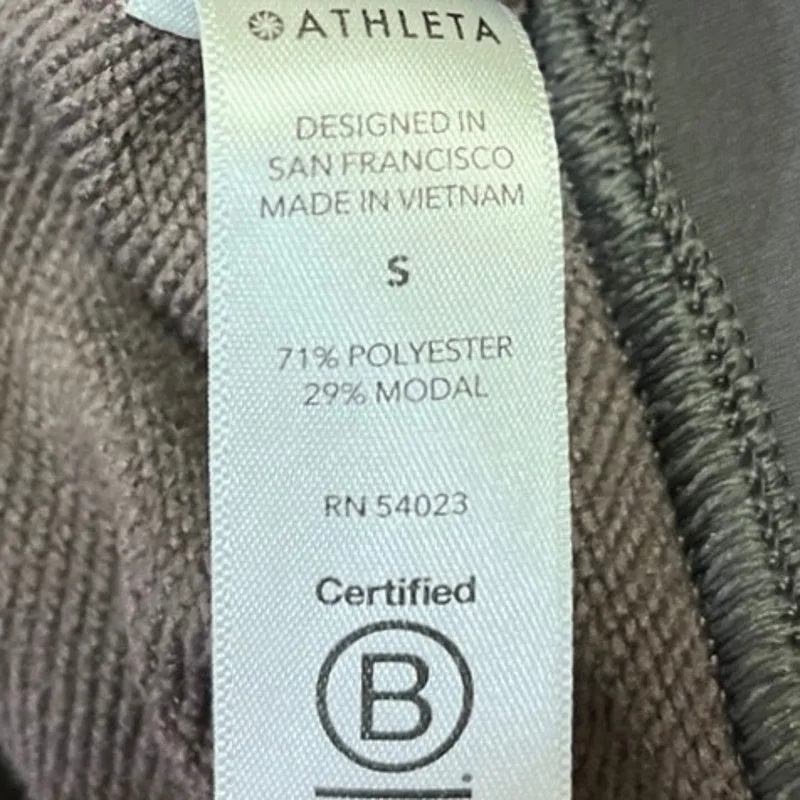 ATHLETA
DESIGNED IN
SAN FRANCISCO
MADE IN VIETNAM
S
71% POLYESTER
29% MODAL
RN 54023
Certified
B